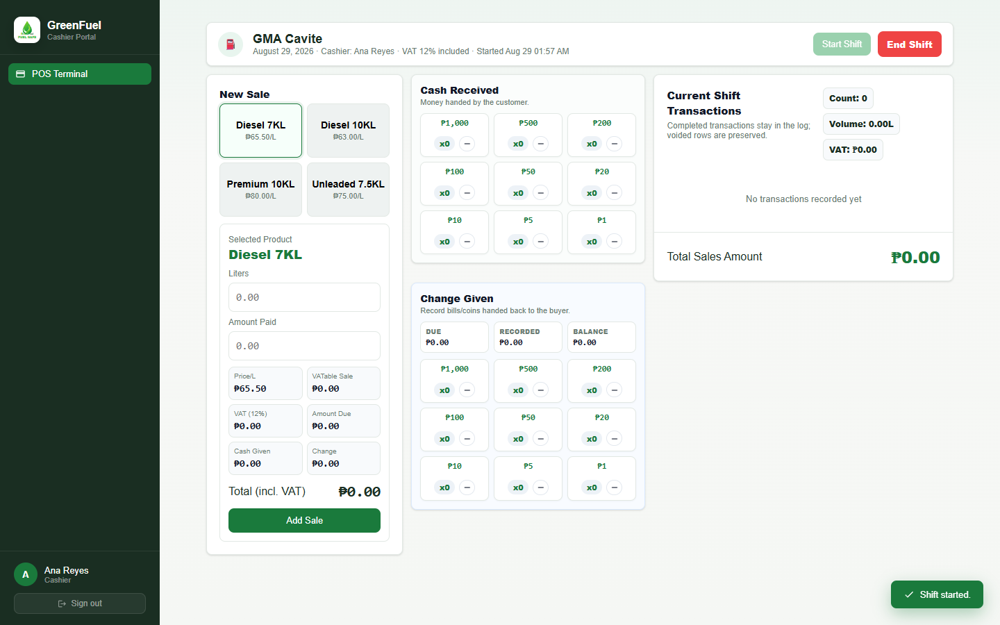 GreenFuel
Cashier Portal
POS Terminal
Ana Reyes
Cashier
A
Sign out
GMA Cavite
August 29, 2026 · Cashier: Ana Reyes · VAT 12% included · Started Aug 29 01:57 AM
Start Shift
End Shift
New Sale
Diesel 7KL
₱65.50/L
Diesel 10KL
₱63.00/L
Premium 10KL
₱80.00/L
Unleaded 7.5KL
₱75.00/L
Selected Product
Diesel 7KL
Liters
0.00
Amount Paid
0.00
Price/L
₱65.50
VATable Sale
₱0.00
VAT (12%)
₱0.00
Amount Due
₱0.00
Cash Given
₱0.00
Change
₱0.00
Total (incl. VAT)
₱0.00
Add Sale
Cash Received
Money handed by the customer.
₱1,000
x0 −
₱500
x0 −
₱200
x0 −
₱100
x0 −
₱50
x0 −
₱20
x0 −
₱10
x0 −
₱5
x0 −
₱1
x0 −
Change Given
Record bills/coins handed back to the buyer.
DUE
₱0.00
RECORDED
₱0.00
BALANCE
₱0.00
₱1,000
x0 −
₱500
x0 −
₱200
x0 −
₱100
x0 −
₱50
x0 −
₱20
x0 −
₱10
x0 −
₱5
x0 −
₱1
x0 −
Current Shift
Transactions
Completed transactions stay in the log;
voided rows are preserved.
Count: 0
Volume: 0.00L
VAT: ₱0.00
No transactions recorded yet
Total Sales Amount
₱0.00
Shift started.